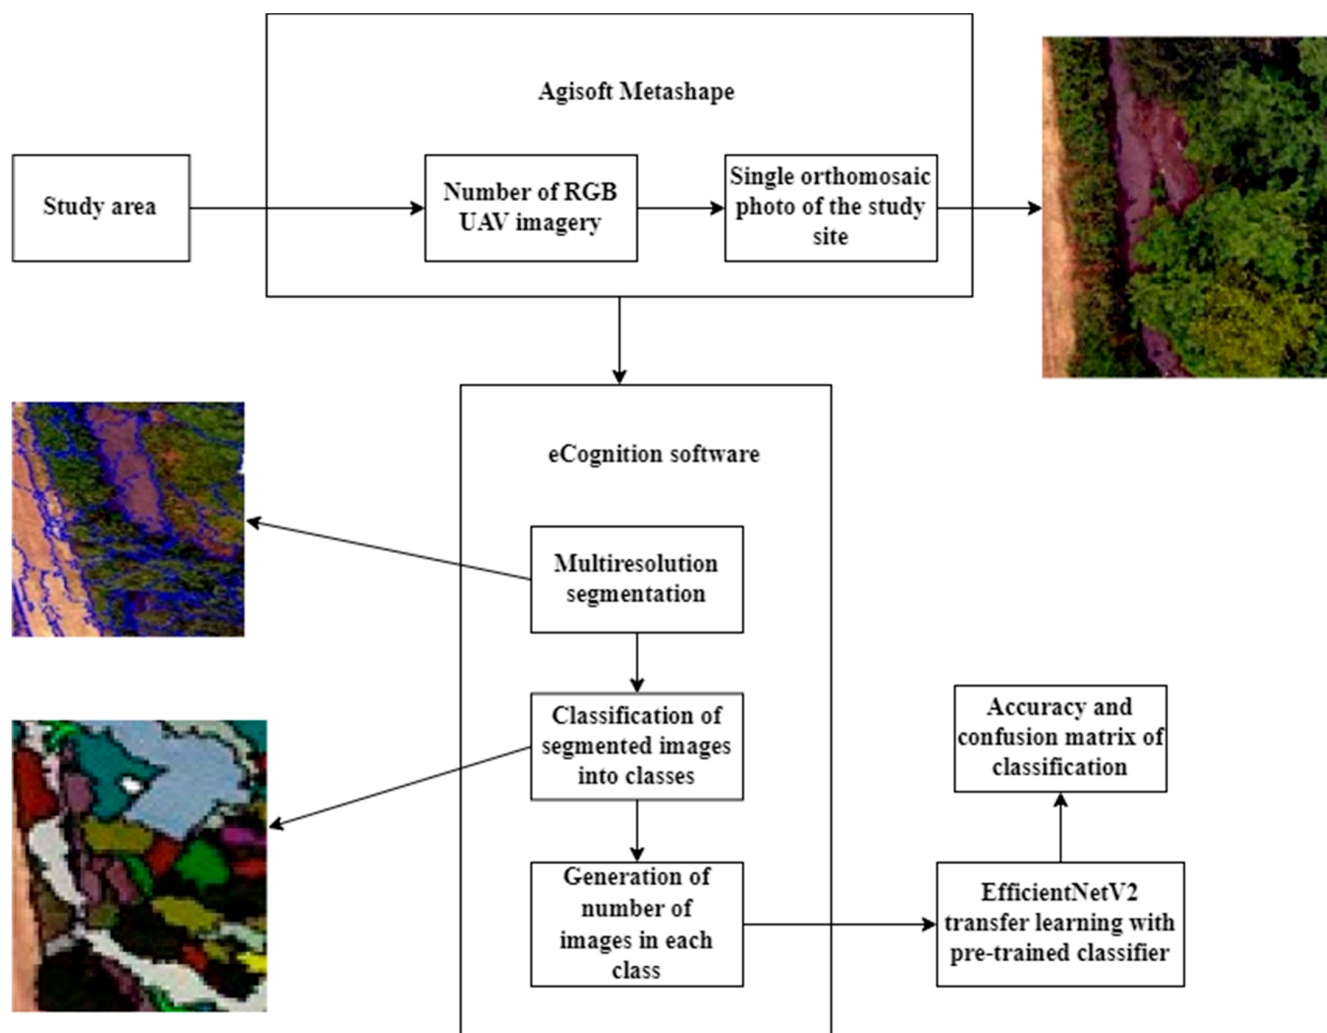 Agisoft Metashape
Study area
Number of RGB
UAV imagery
Single orthomosaic
photo of the study
site
eCognition software
Multiresolution
segmentation
Classification of
segmented images
into classes
Generation of
number of
images in each
class
EfficientNetV2
transfer learning with
pre-trained classifier
Accuracy and
confusion matrix of
classification